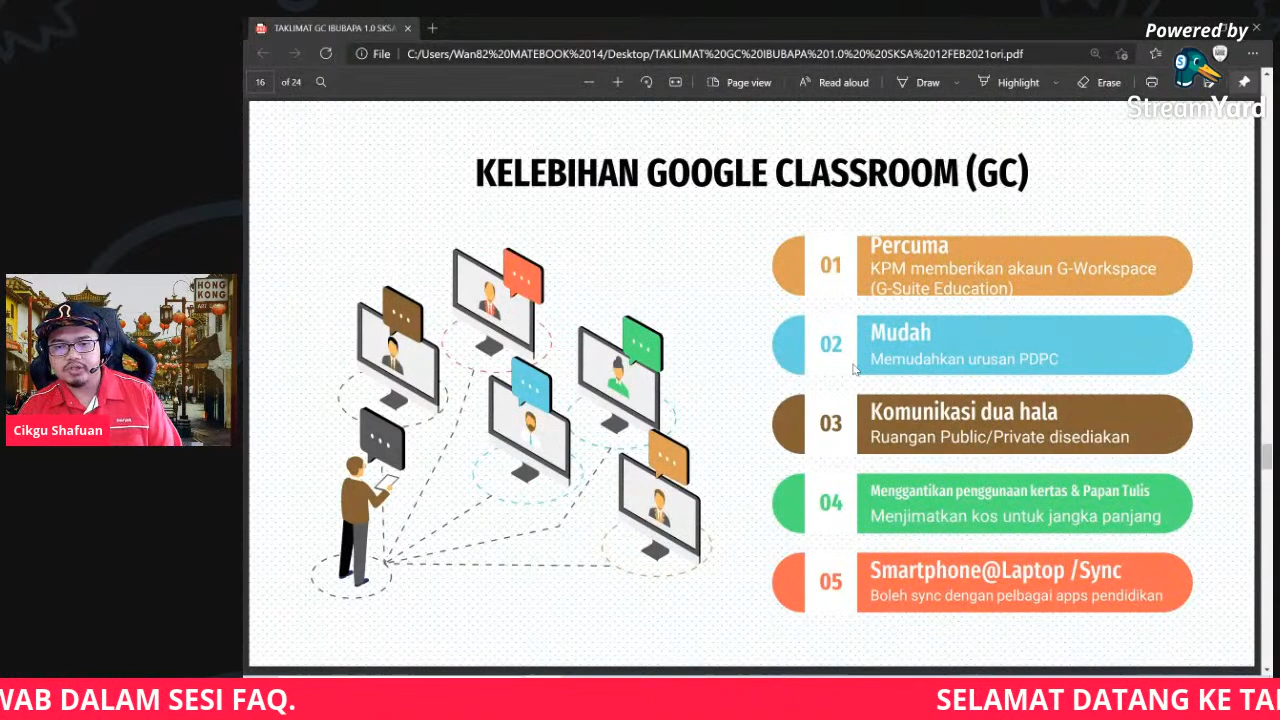 TAKLIMAT GC IBUBAPA 1.0 SKSA
Powered by
StreamYard
File
C:/Users/Wan82%20MATEBOOK%2014/Desktop/TAKLIMAT%20GC%20IBUBAPA%201.0%20%20SKSA%2012FEB2021ori.pdf
16 of 24
Page view
Read aloud
Draw
Highlight
Erase
KELEBIHAN GOOGLE CLASSROOM (GC)
01
Percuma
KPM memberikan akaun G-Workspace
(G-Suite Education)
02
Mudah
Memudahkan urusan PDPC
03
Komunikasi dua hala
Ruangan Public/Private disediakan
04
Menggantikan penggunaan kertas & Papan Tulis
Menjimatkan kos untuk jangka panjang
05
Smartphone@Laptop /Sync
Boleh sync dengan pelbagai apps pendidikan
HONG
KONG
Cikgu Shafuan
WAB DALAM SESI FAQ.
SELAMAT DATANG KE TA